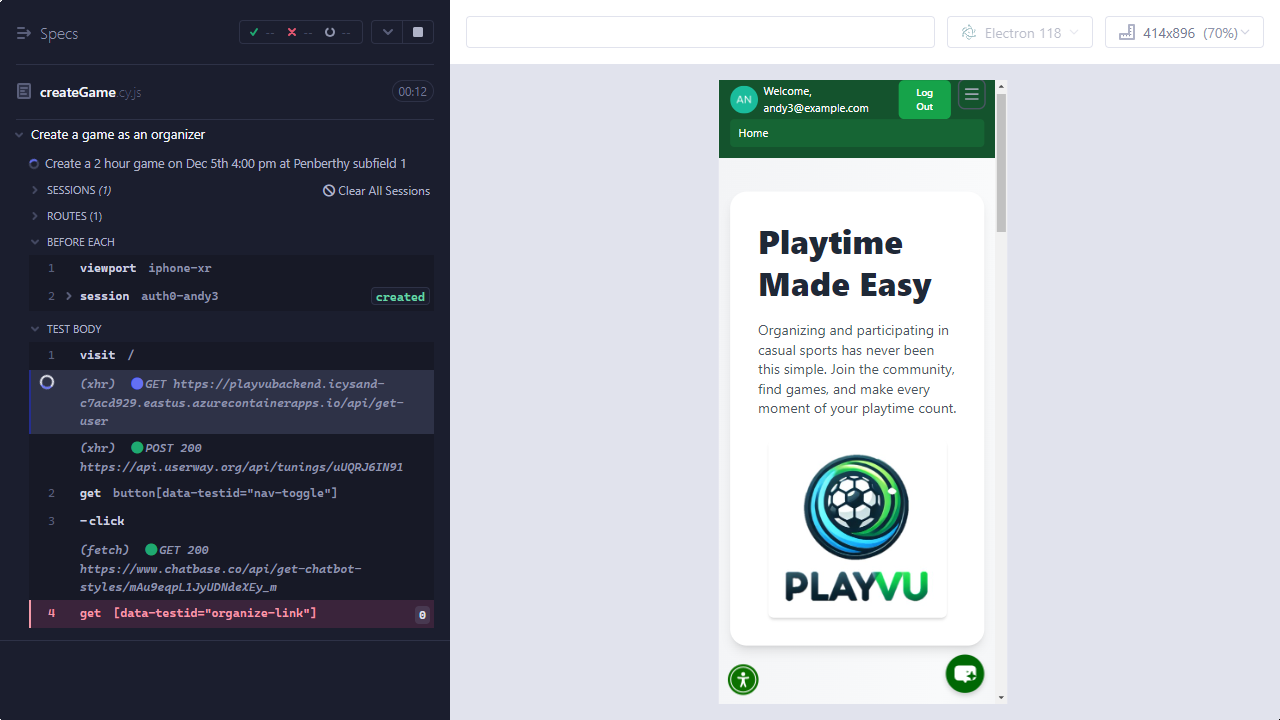 Specs
--
--
--
createGame.cy.js
00:12
Create a game as an organizer
Create a 2 hour game on Dec 5th 4:00 pm at Penberthy subfield 1
SESSIONS (1)
Clear All Sessions
ROUTES (1)
BEFORE EACH
1 viewport iphone-xr
2 session auth0-andy3 created
TEST BODY
1 visit /
(xhr) GET https://playvubackend.icysand-
c7acd929.eastus.azurecontainerapps.io/api/get-
user
(xhr) POST 200
https://api.userway.org/api/tunings/uUQRJ6IN91
2 get button[data-testid="nav-toggle"]
3 -click
(fetch) GET 200
https://www.chatbase.co/api/get-chatbot-
styles/mAu9eqpL1JyUDNdeXEy_m
4 get [data-testid="organize-link"] 0
Electron 118
414x896 (70%)
AN
Welcome,
andy3@example.com
Log
Out
Home
Playtime
Made Easy
Organizing and participating in
casual sports has never been
this simple. Join the community,
find games, and make every
moment of your playtime count.
PLAYVU